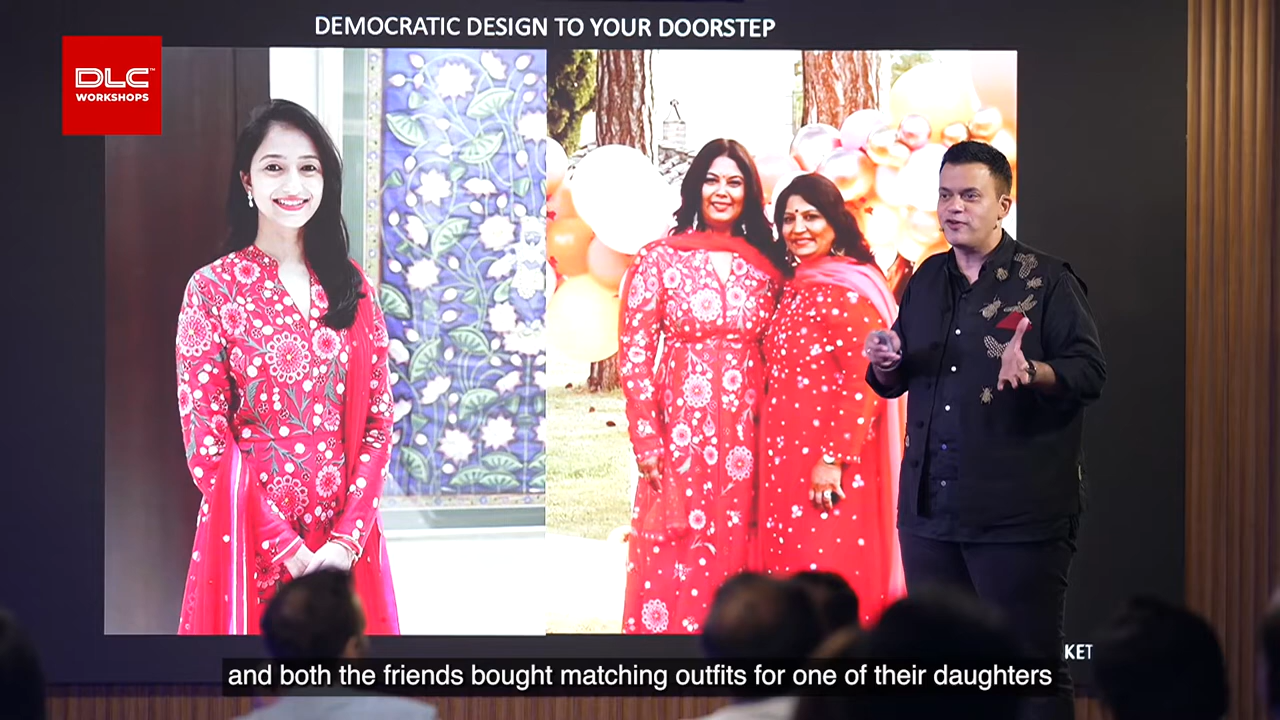 DEMOCRATIC DESIGN TO YOUR DOORSTEP
DLC™
WORKSHOPS
KET
and both the friends bought matching outfits for one of their daughters